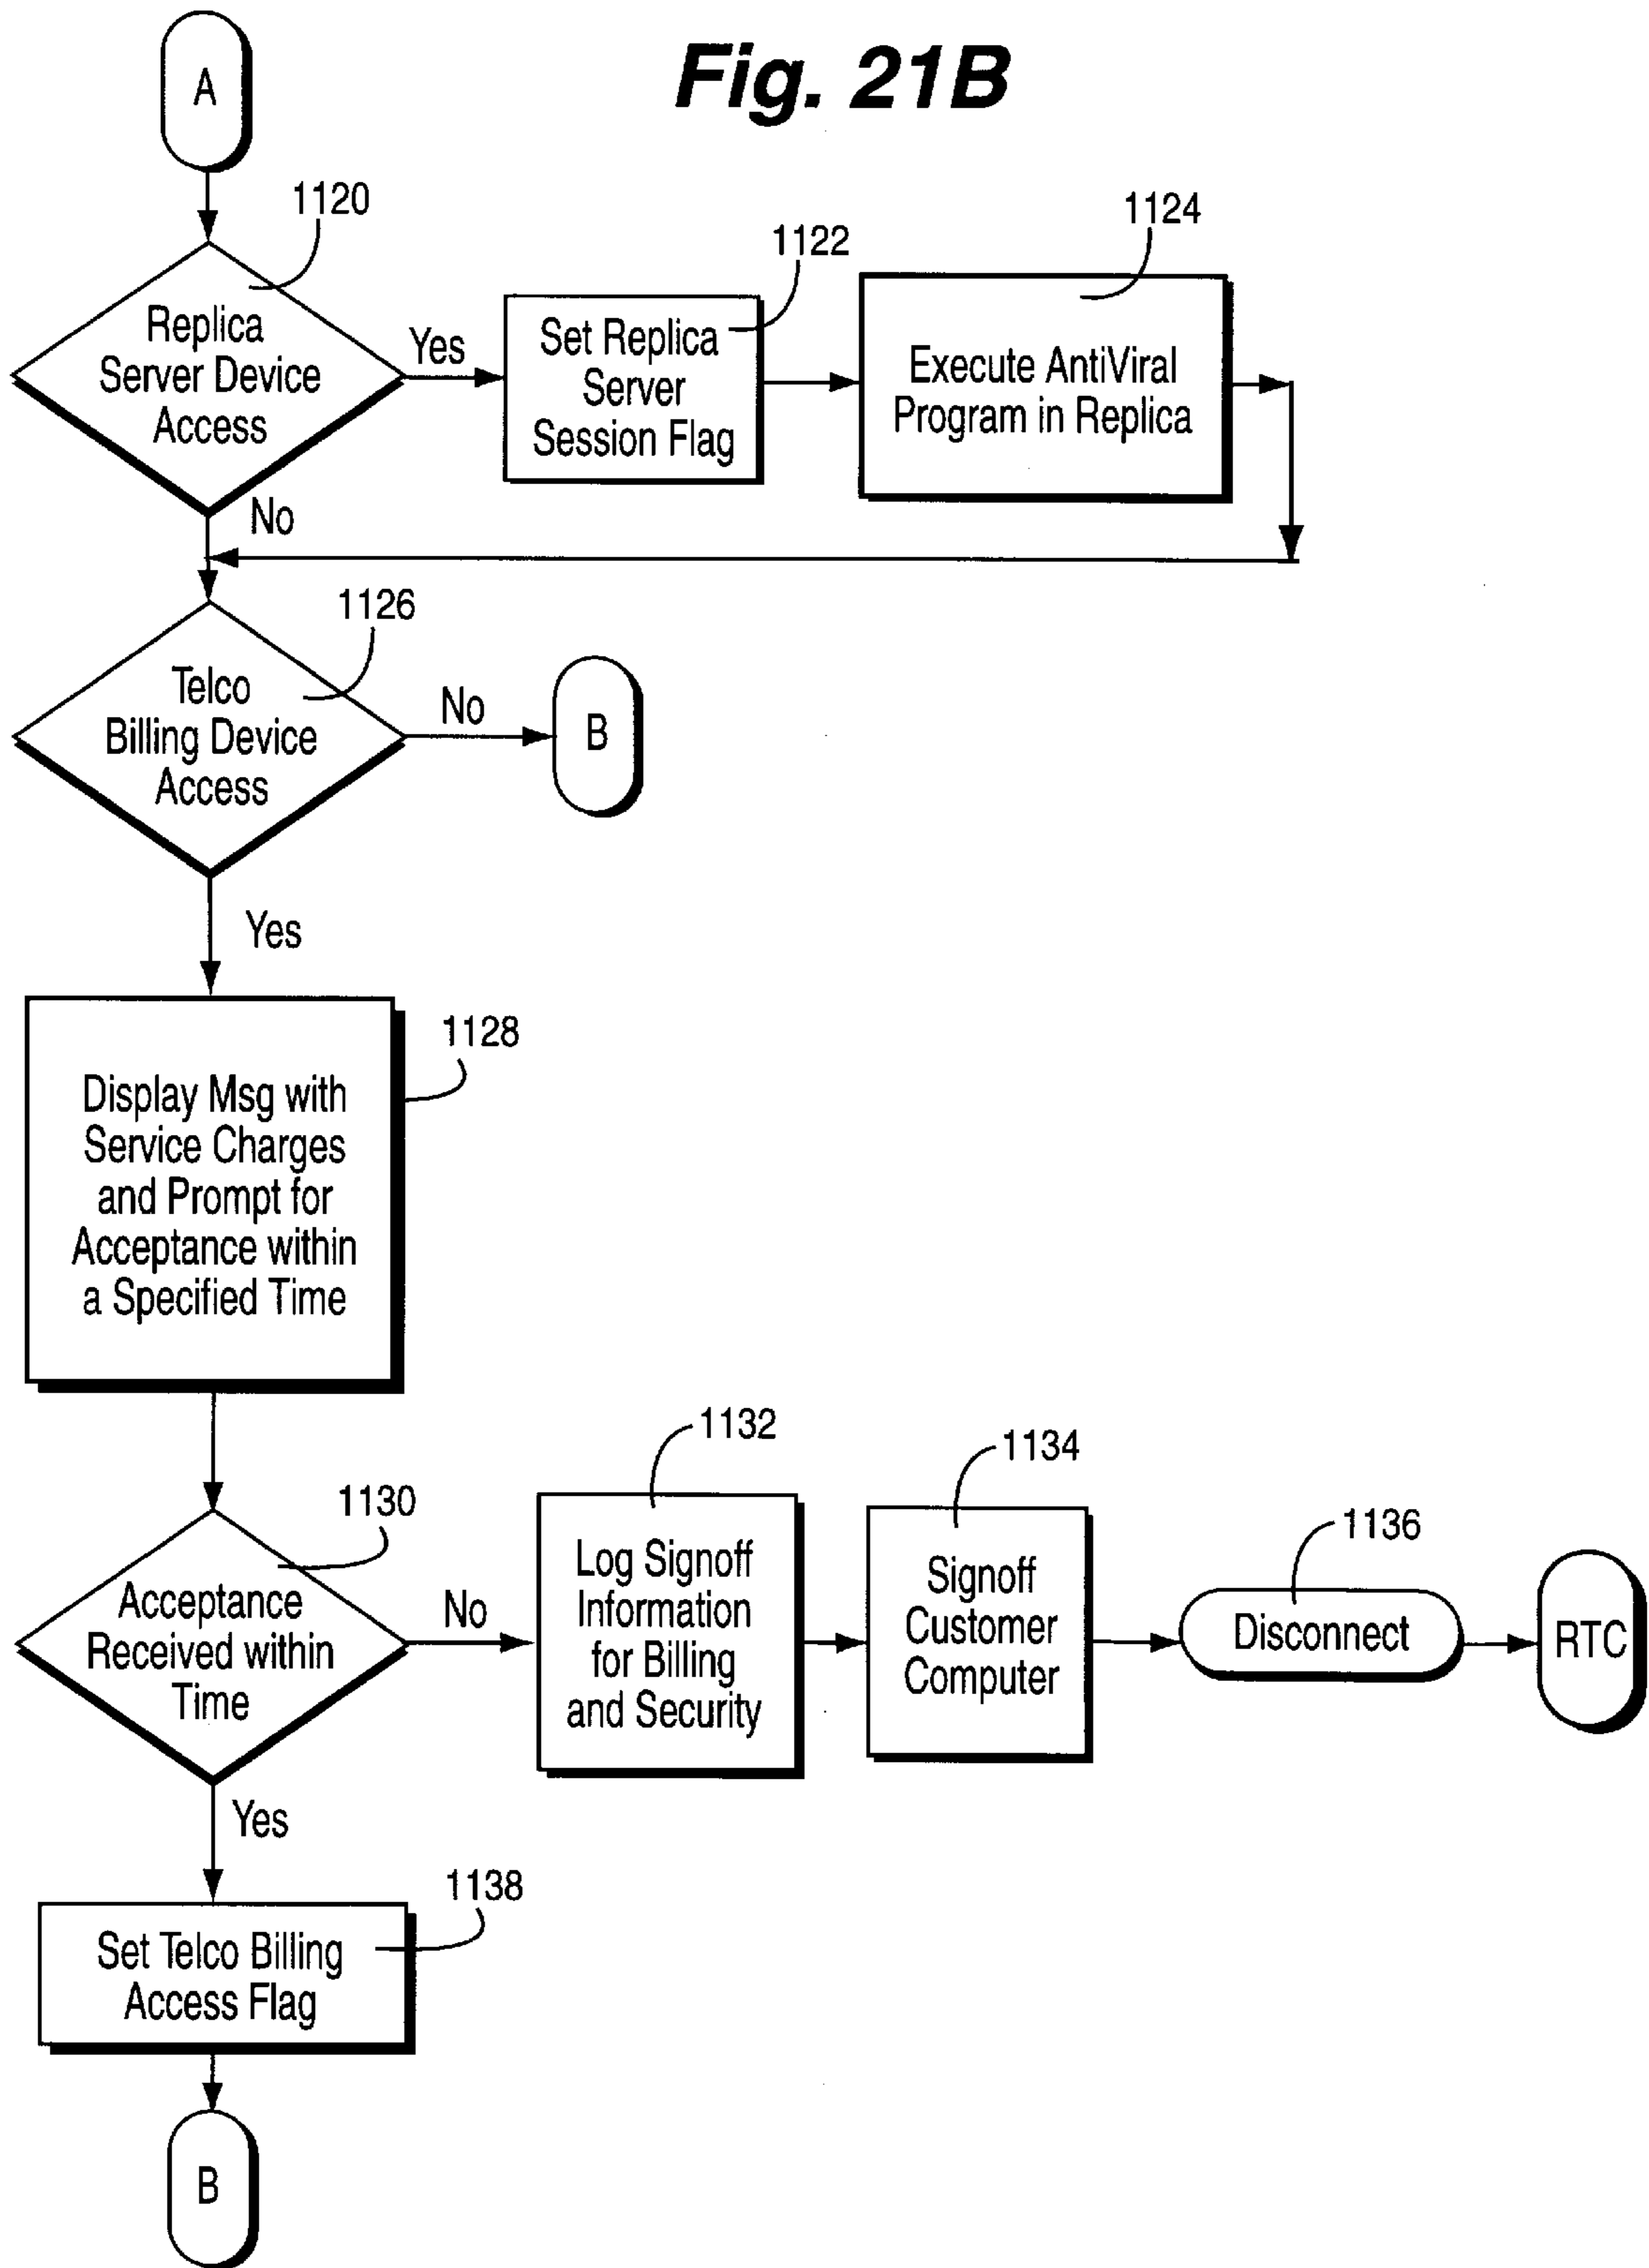 Fig. 21B
A
1120
Replica
Server Device
Access
Yes
1122
Set Replica
Server
Session Flag
1124
Execute AntiViral
Program in Replica
No
1126
Telco
Billing Device
Access
No
B
Yes
1128
Display Msg with
Service Charges
and Prompt for
Acceptance within
a Specified Time
1130
Acceptance
Received within
Time
No
1132
Log Signoff
Information
for Billing
and Security
1134
Signoff
Customer
Computer
1136
Disconnect
RTC
Yes
1138
Set Telco Billing
Access Flag
B